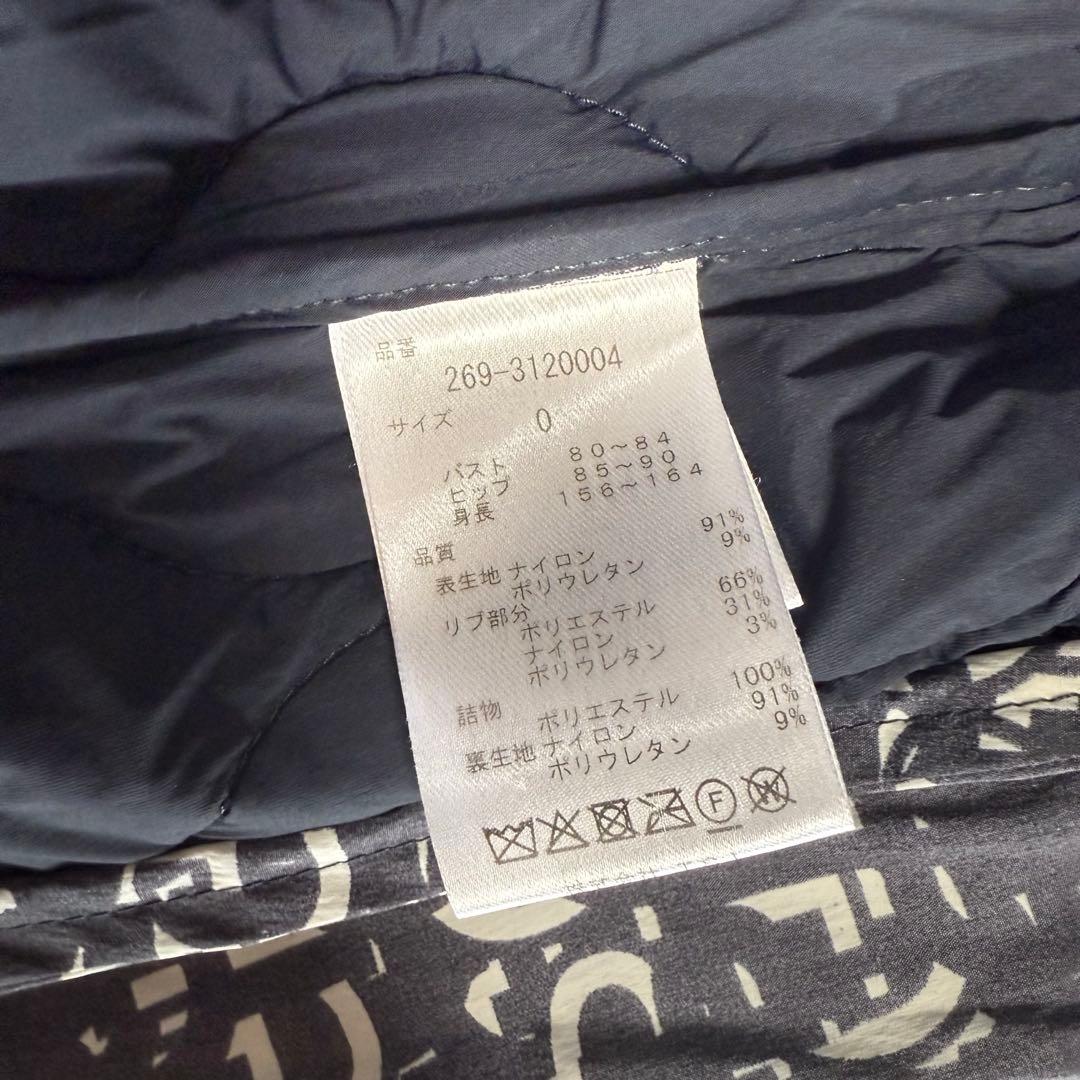 品番
269-3120004
サイズ 0
バスト 80～84
ヒップ 85～90
身長 156～164
品質
表生地 ナイロン 91%
ポリウレタン 9%
リブ部分 ポリエステル 66%
ナイロン 31%
ポリウレタン 3%
詰物 ポリエステル 100%
裏生地 ナイロン 91%
ポリウレタン 9%
F W